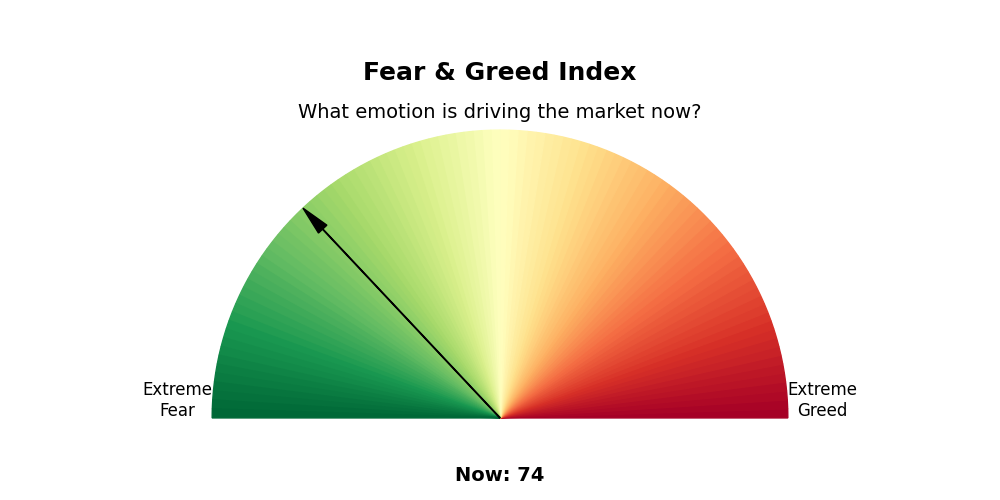 Fear & Greed Index
What emotion is driving the market now?
Extreme
Fear
Extreme
Greed
Now: 74